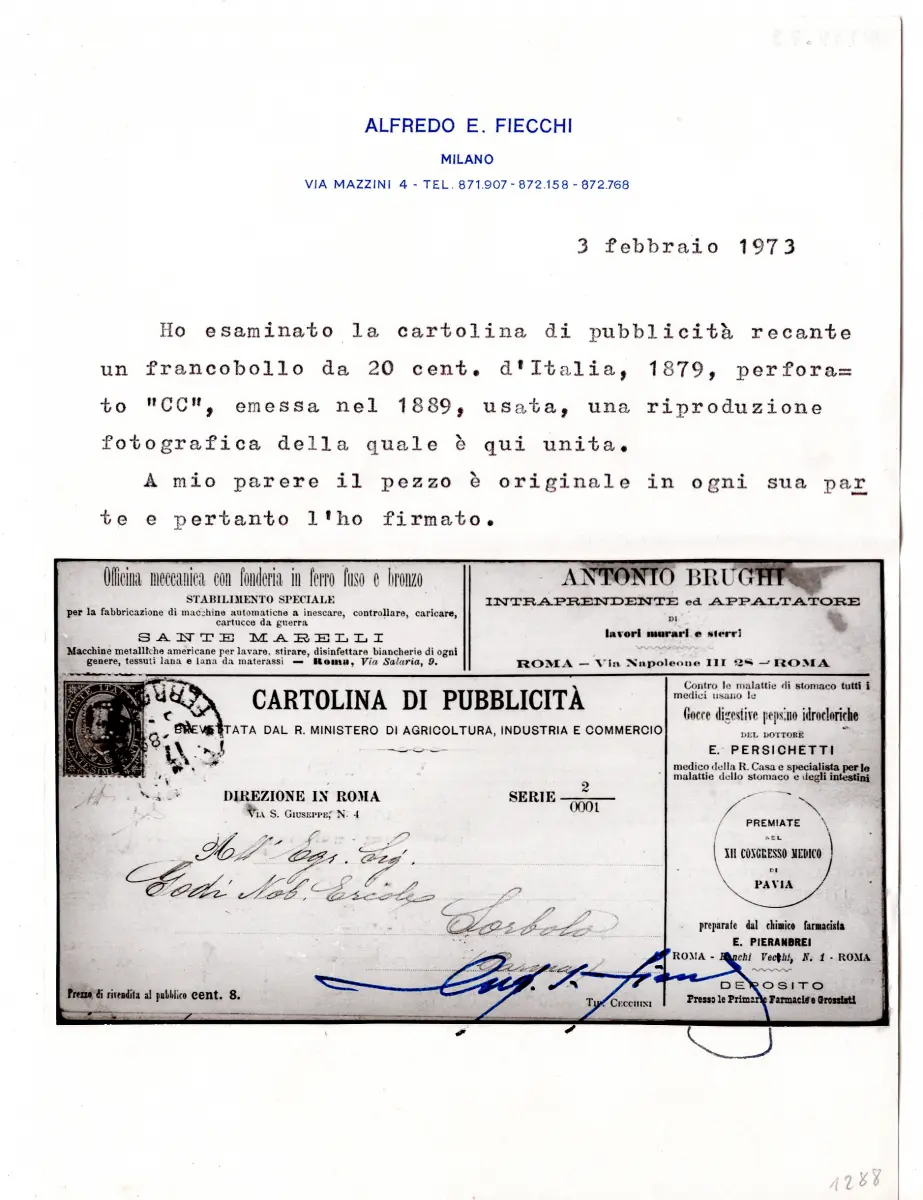 ALFREDO E. FIECCHI
MILANO
VIA MAZZINI 4 - TEL. 871.907 - 872.158 - 872.768
3 febbraio 1973
Ho esaminato la cartolina di pubblicità recante
un francobollo da 20 cent. d'Italia, 1879, perfora=
to "CC", emessa nel 1889, usata, una riproduzione
fotografica della quale è qui unita.
A mio parere il pezzo è originale in ogni sua par
te e pertanto l'ho firmato.
Officina meccanica con fonderia in ferro fuso e bronzo
STABILIMENTO SPECIALE
per la fabbricazione di macchine automatiche a inescare, controllare, caricare,
cartucce da guerra
SANTE MARELLI
Macchine metalliche americane per lavare, stirare, disinfettare biancherie di ogni
genere, tessuti lana e lana da materassi — Roma, Via Salaria, 9.
ANTONIO BRUGHI
INTRAPRENDENTE ed APPALTATORE
DI
lavori murari e sterri
ROMA — Via Napoleone III 28 — ROMA
CARTOLINA DI PUBBLICITÀ
BREVETTATA DAL R. MINISTERO DI AGRICOLTURA, INDUSTRIA E COMMERCIO
DIREZIONE IN ROMA
VIA S. GIUSEPPE, N. 4
SERIE 2
0001
All' Egr. Sig.
Godi Nob. Ercole
Sorbolo
Prezzo di rivendita al pubblico cent. 8.
TIP. CECCHINI
Contro le malattie di stomaco tutti i
medici usano le
Gocce digestive pepsino idrocloriche
DEL DOTTORE
E. PERSICHETTI
medico della R. Casa e specialista per le
malattie dello stomaco e degli intestini
PREMIATE
DEL
XII CONGRESSO MEDICO
DI
PAVIA
preparate dal chimico farmacista
E. PIERANDREI
ROMA - Banchi Vecchi, N. 1 - ROMA
DEPOSITO
Presso le Primarie Farmacie e Grossisti
1288